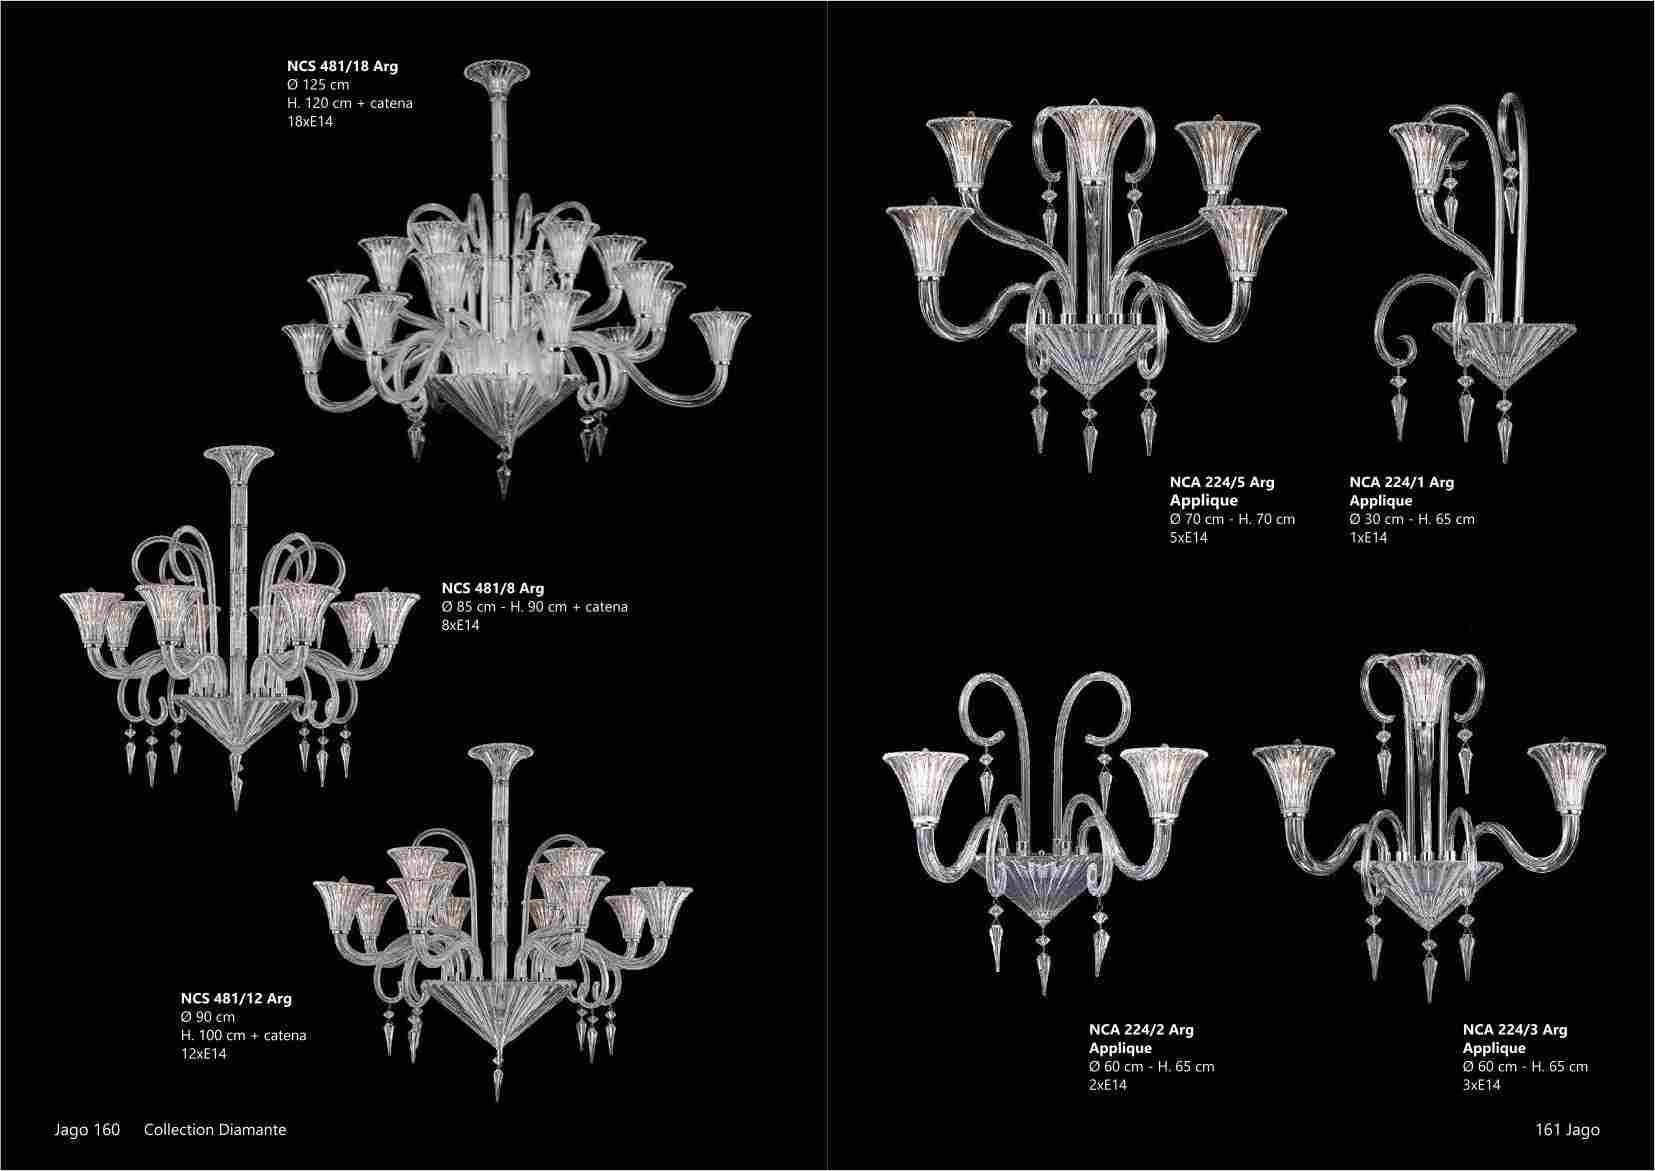 NCS 481/18 Arg
Ø 125 cm
H. 120 cm + catena
18xE14
NCS 481/8 Arg
Ø 85 cm - H. 90 cm + catena
8xE14
NCS 481/12 Arg
Ø 90 cm
H. 100 cm + catena
12xE14
Jago 160 Collection Diamante
NCA 224/5 Arg
Applique
Ø 70 cm - H. 70 cm
5xE14
NCA 224/1 Arg
Applique
Ø 30 cm - H. 65 cm
1xE14
NCA 224/2 Arg
Applique
Ø 60 cm - H. 65 cm
2xE14
NCA 224/3 Arg
Applique
Ø 60 cm - H. 65 cm
3xE14
161 Jago